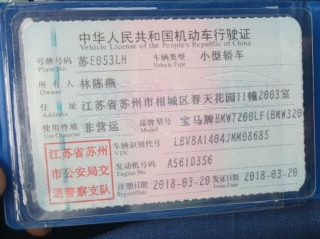 中华人民共和国机动车行驶证
Vehicle License of the People's Republic of China
号牌号码 苏E053LH 车辆类型 小型轿车
Plate No. Vehicle Type
所有人 林陈燕
Owner
住址 江苏省苏州市相城区春天花园11幢2003室
Address
使用性质 非营运 品牌型号 宝马牌BMW7200LF(BMW320
江苏省苏州市公安局交通警察支队
车辆识别代号 LBV8A1404JMM08685
VIN
发动机号码 A561D356
注册日期 2018-03-20 发证日期 2018-03-20